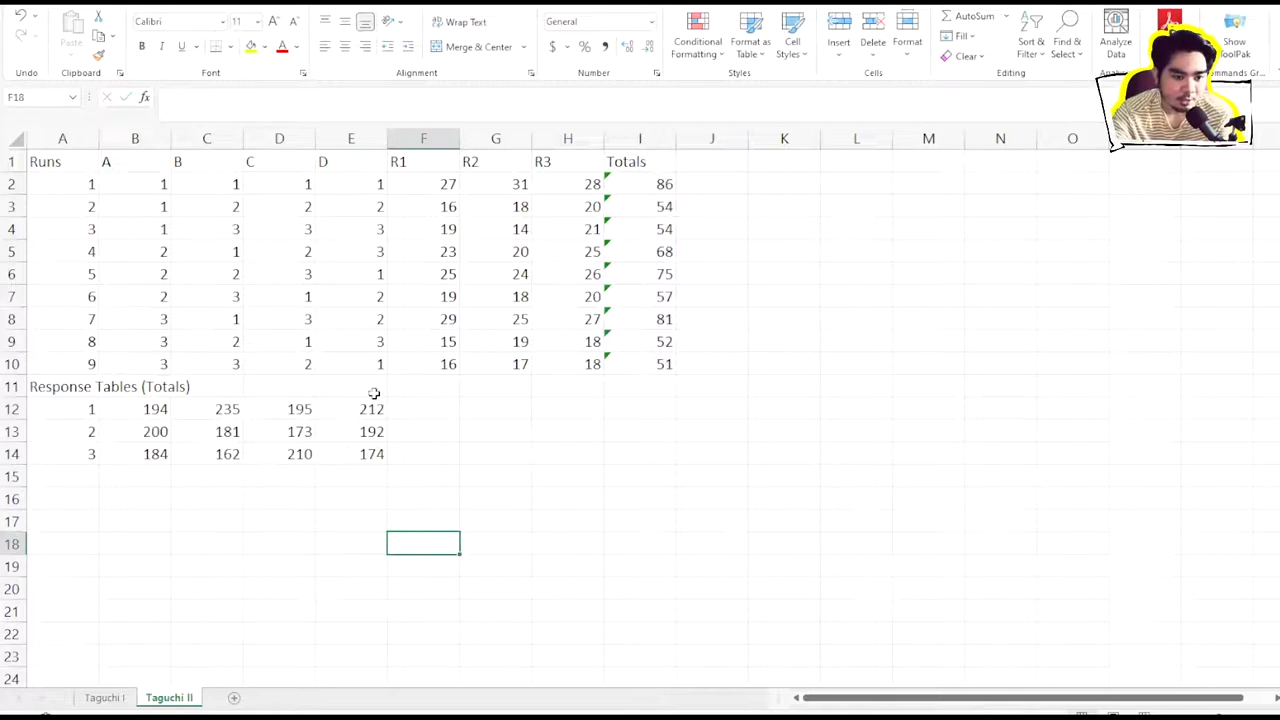 Calibri 11 Wrap Text General AutoSum
Paste B I U Merge & Center $ % , Conditional Formatting Format as Table Cell Styles Insert Delete Format Fill Clear Sort & Filter Find & Select Analyze Data Show ToolPak
Undo Clipboard Font Alignment Number Styles Cells Editing
F18 fx
A B C D E F G H I J K L M N O
1 Runs A B C D R1 R2 R3 Totals
2 1 1 1 1 1 27 31 28 86
3 2 1 2 2 2 16 18 20 54
4 3 1 3 3 3 19 14 21 54
5 4 2 1 2 3 23 20 25 68
6 5 2 2 3 1 25 24 26 75
7 6 2 3 1 2 19 18 20 57
8 7 3 1 3 2 29 25 27 81
9 8 3 2 1 3 15 19 18 52
10 9 3 3 2 1 16 17 18 51
11 Response Tables (Totals)
12 1 194 235 195 212
13 2 200 181 173 192
14 3 184 162 210 174
15
16
17
18
19
20
21
22
23
24
Taguchi I Taguchi II